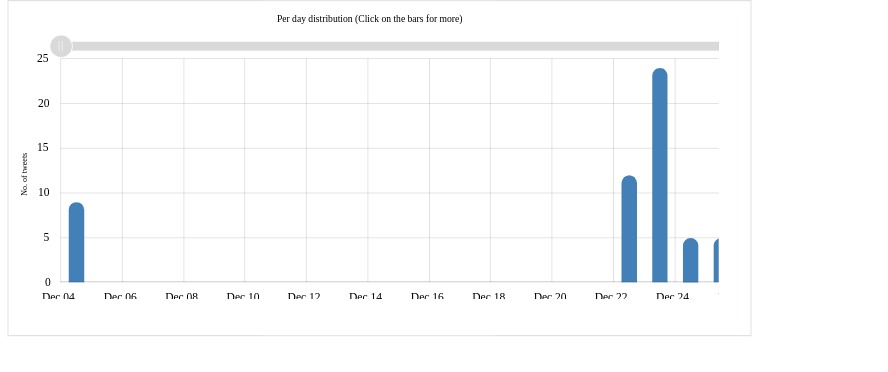 Per day distribution (Click on the bars for more)
25
20
15
10
5
0
No. of tweets
Dec 04 Dec 06 Dec 08 Dec 10 Dec 12 Dec 14 Dec 16 Dec 18 Dec 20 Dec 22 Dec 24